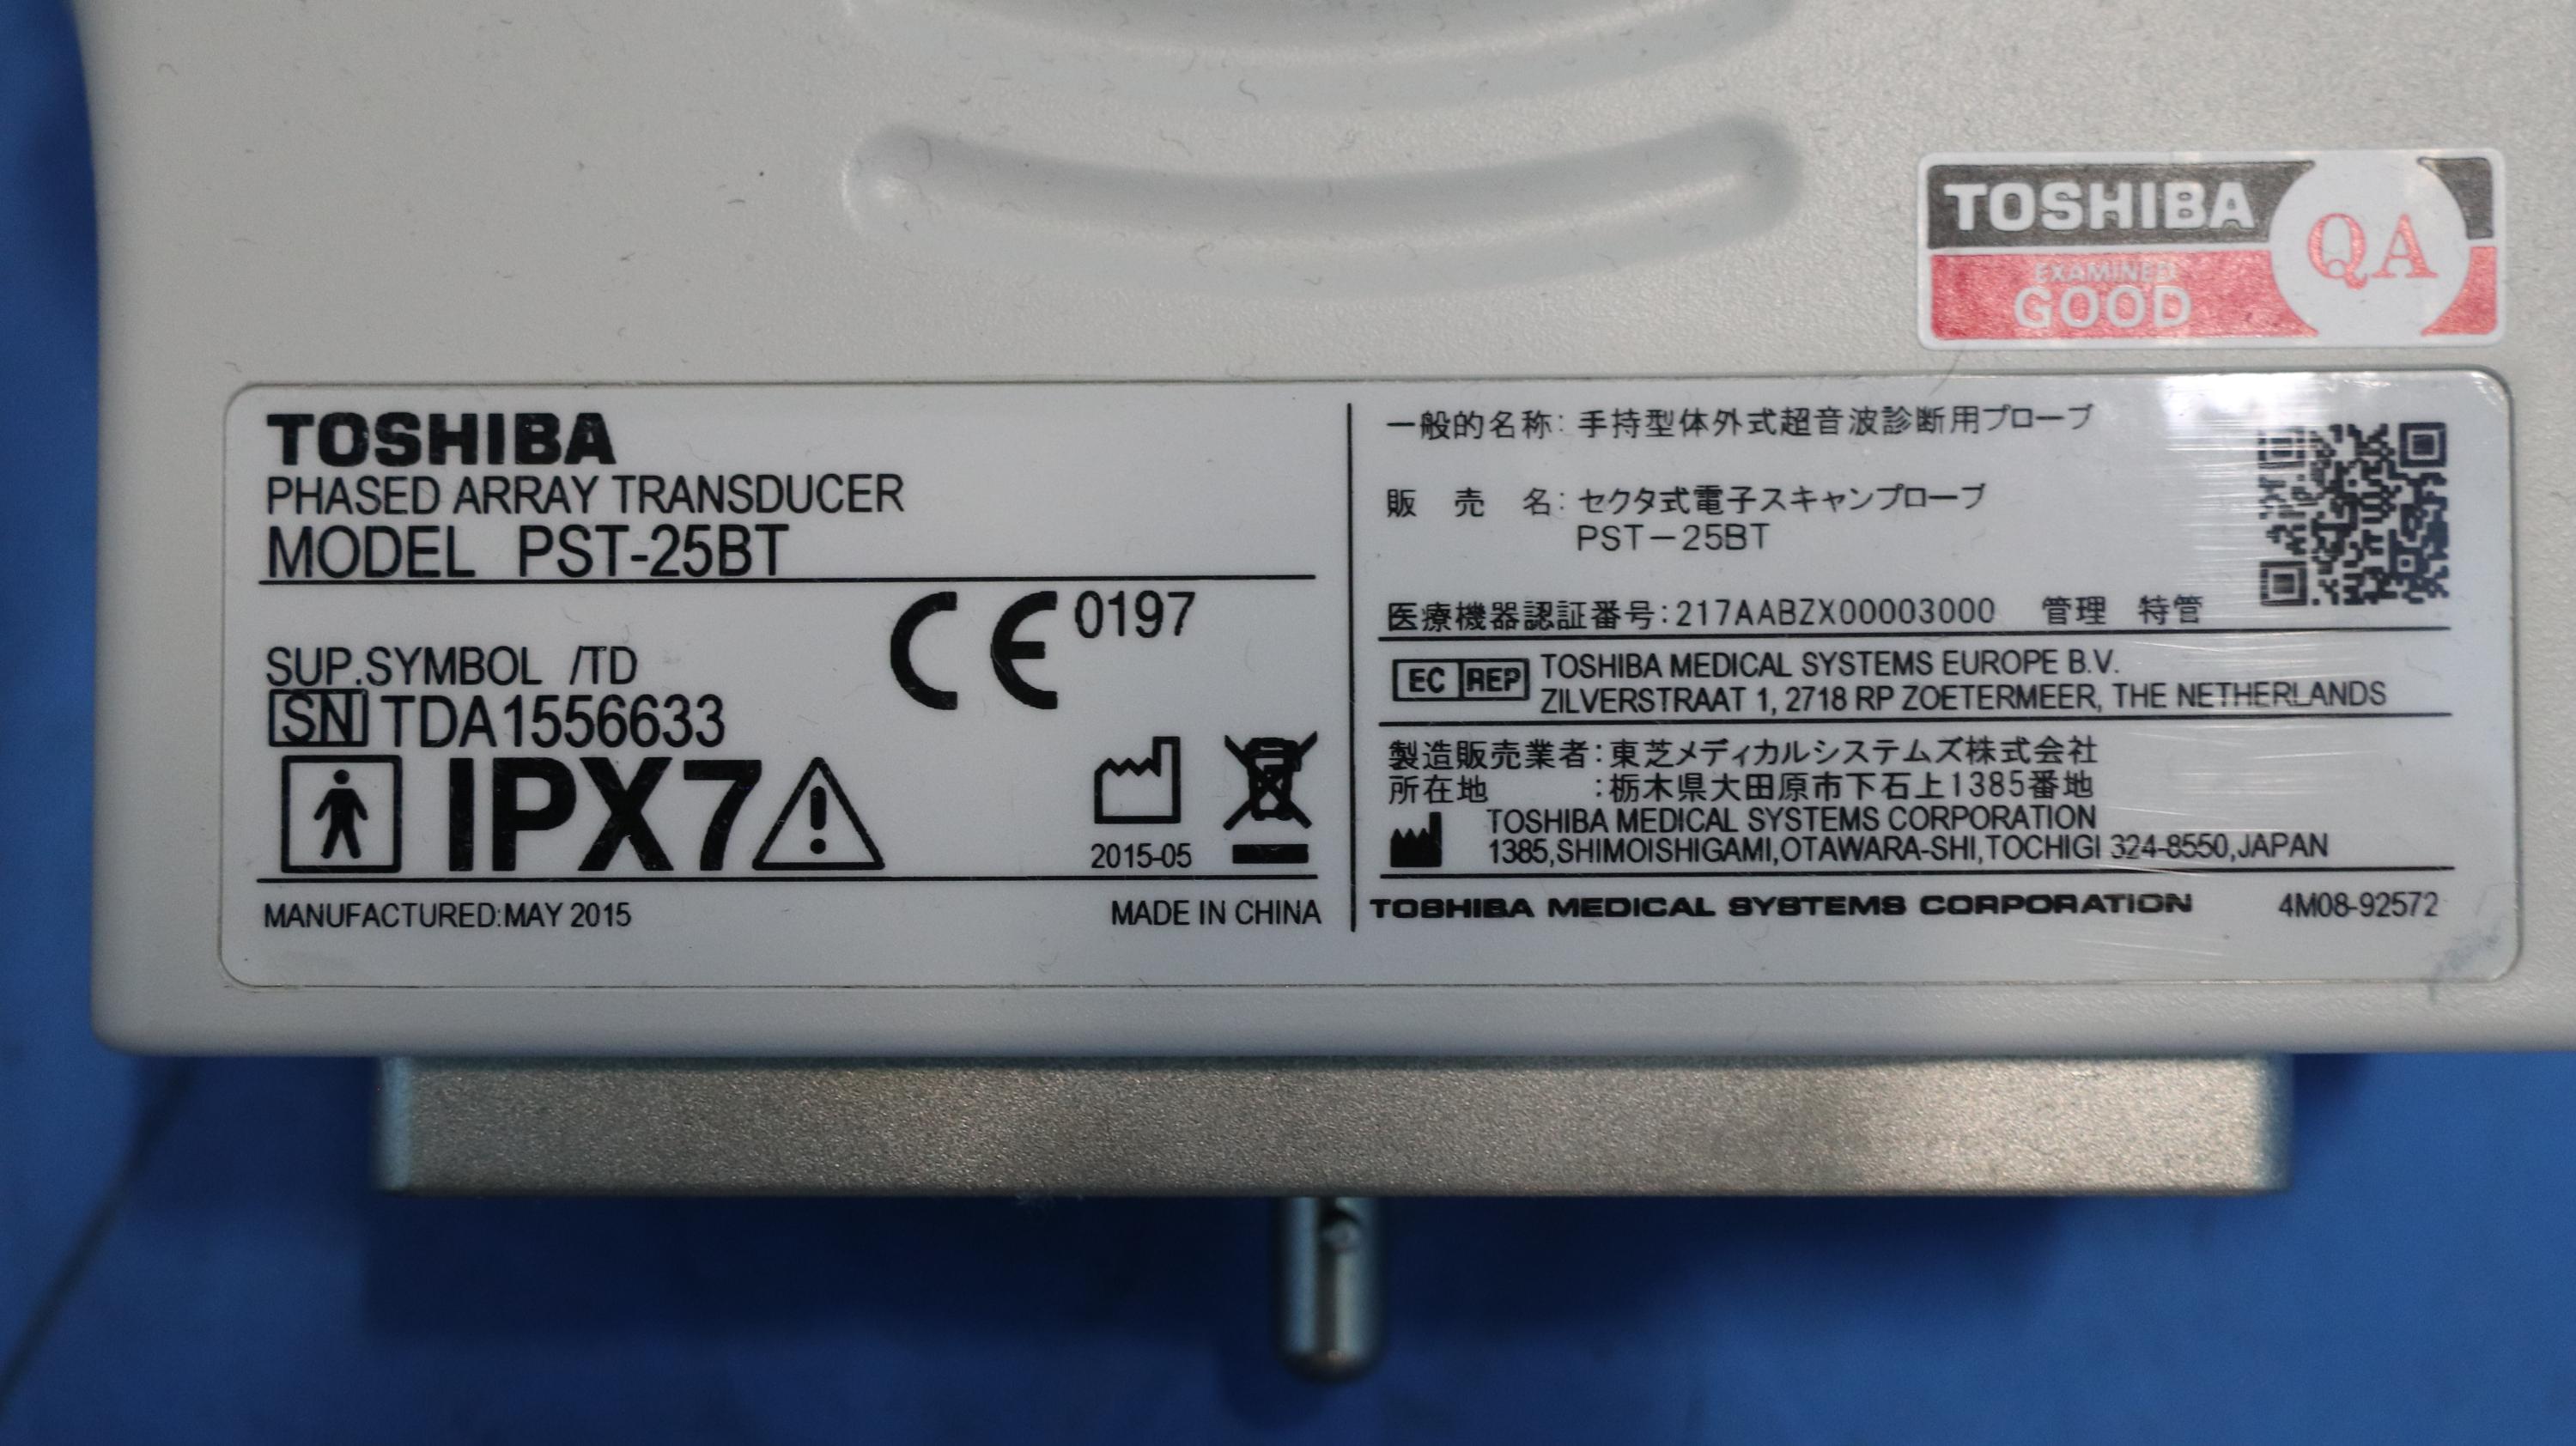 TOSHIBA
EXAMINED
GOOD
QA
TOSHIBA
PHASED ARRAY TRANSDUCER
MODEL PST-25BT
CE 0197
SUP.SYMBOL /TD
SN TDA1556633
IPX7
2015-05
MANUFACTURED:MAY 2015
MADE IN CHINA
一般的名称: 手持型体外式超音波診断用プローブ
販 売 名: セクタ式電子スキャンプローブ
PST-25BT
医療機器認証番号:217AABZX00003000 管理 特管
EC REP TOSHIBA MEDICAL SYSTEMS EUROPE B.V.
ZILVERSTRAAT 1, 2718 RP ZOETERMEER, THE NETHERLANDS
製造販売業者:東芝メディカルシステムズ株式会社
所在地 :栃木県大田原市下石上1385番地
TOSHIBA MEDICAL SYSTEMS CORPORATION
1385,SHIMOISHIGAMI,OTAWARA-SHI,TOCHIGI 324-8550,JAPAN
TOSHIBA MEDICAL SYSTEMS CORPORATION 4M08-92572